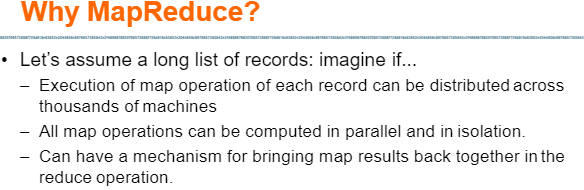 Why MapReduce?
• Let's assume a long list of records: imagine if...
– Execution of map operation of each record can be distributed across
thousands of machines
– All map operations can be computed in parallel and in isolation.
– Can have a mechanism for bringing map results back together in the
reduce operation.